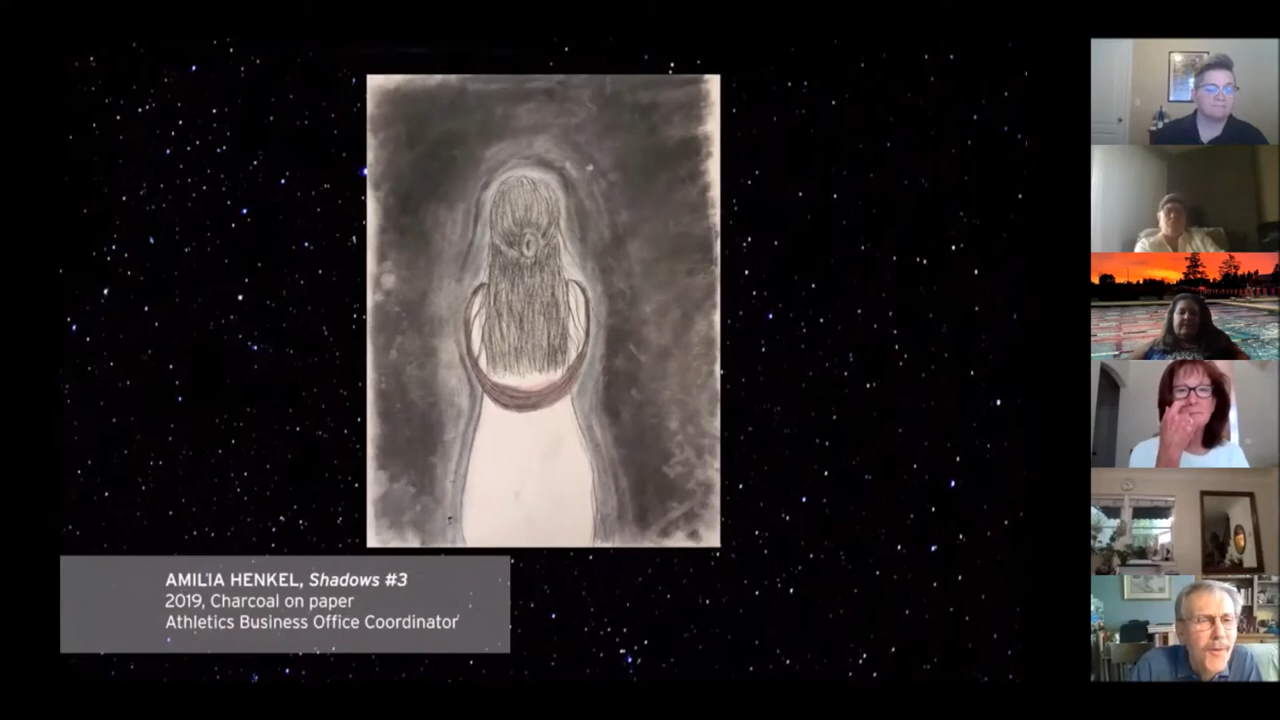 AMILIA HENKEL, Shadows #3
2019, Charcoal on paper
Athletics Business Office Coordinator